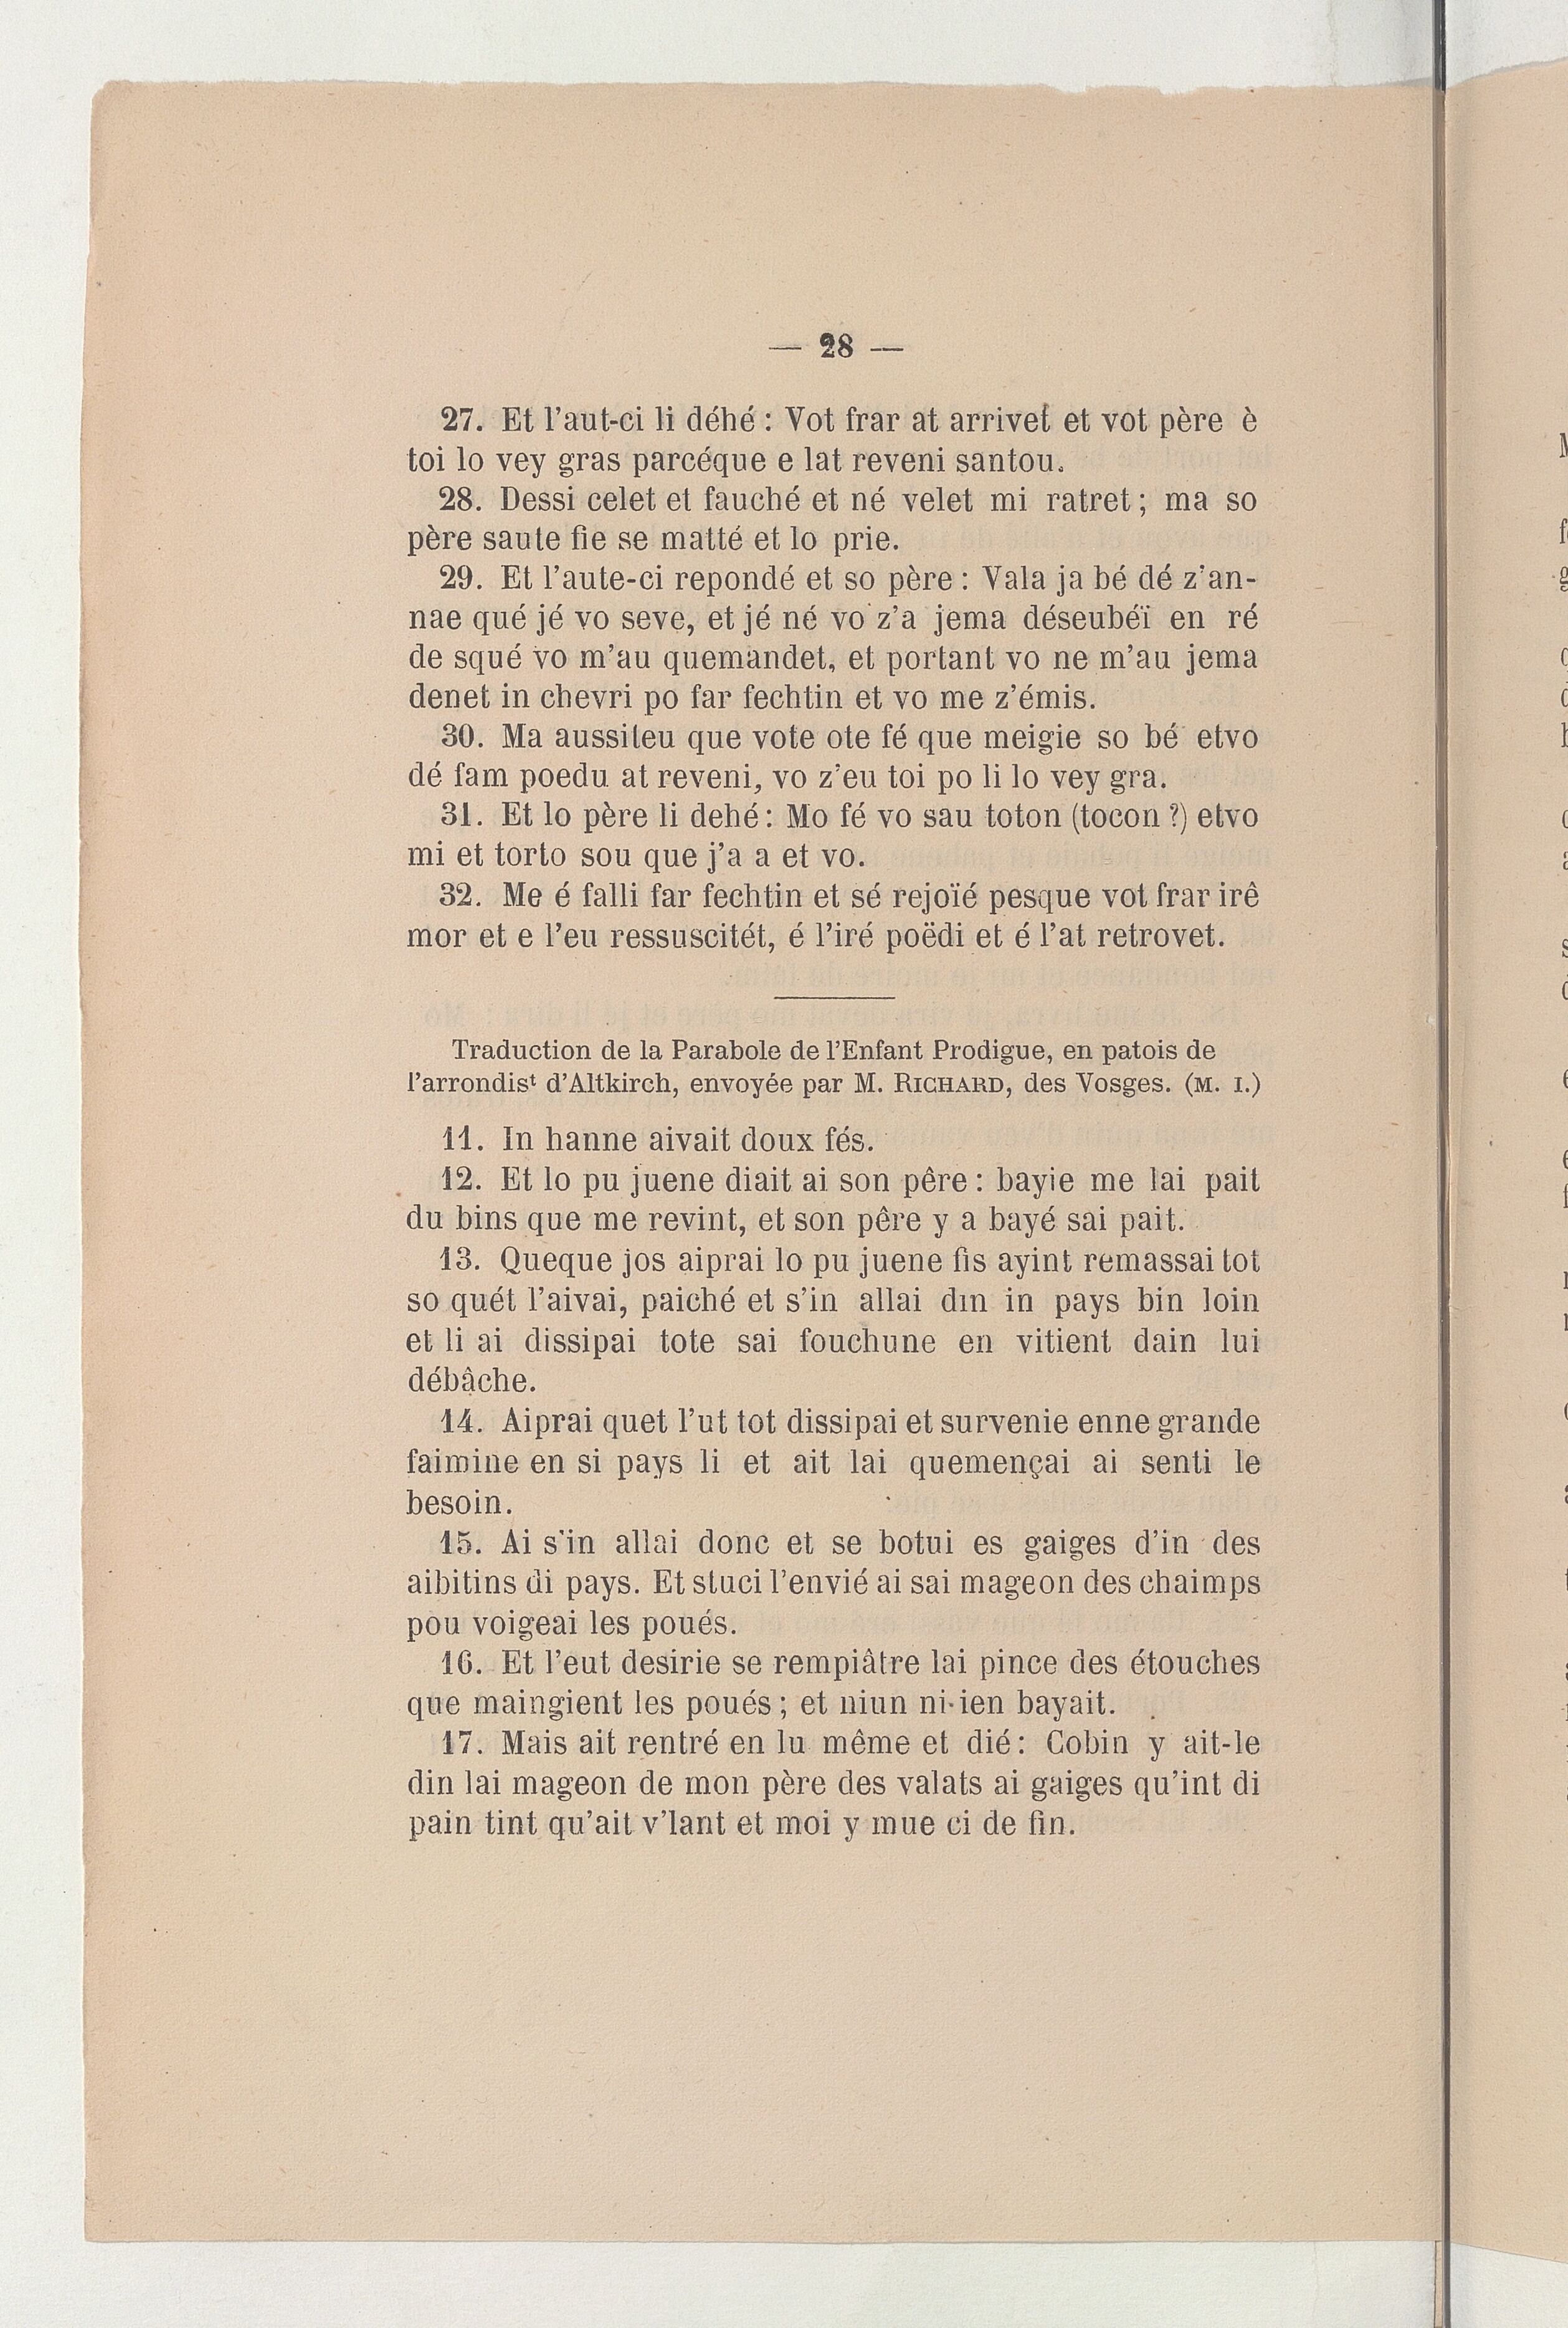 — 28 —
27. Et l'aut-ci li déhé : Vot frar at arrivet et vot père è
toi lo vey gras parcéque e lat reveni santou.
28. Dessi celet et fauché et né velet mi ratret ; ma so
père saute fie se matté et lo prie.
29. Et l'aute-ci repondé et so père : Vala ja bé dé z'an-
nae qué jé vo seve, et jé né vo z'a jema déseubéï en ré
de squé vo m'au quemandet, et portant vo ne m'au jema
denet in chevri po far fechtin et vo me z'émis.
30. Ma aussiteu que vote ote fé que meigie so bé etvo
dé fam poedu at reveni, vo z'eu toi po li lo vey gra.
31. Et lo père li dehé : Mo fé vo sau toton (tocon ?) etvo
mi et torto sou que j'a a et vo.
32. Me é falli far fechtin et sé rejoïé pesque vot frar irê
mor et e l'eu ressuscitét, é l'iré poëdi et é l'at retrovet.
Traduction de la Parabole de l'Enfant Prodigue, en patois de
l'arrondist d'Altkirch, envoyée par M. RICHARD, des Vosges. (M. I.)
11. In hanne aivait doux fés.
12. Et lo pu juene diait ai son pêre : bayie me lai pait
du bins que me revint, et son pêre y a bayé sai pait.
13. Queque jos aiprai lo pu juene fis ayint remassai tot
so quét l'aivai, paiché et s'in allai din in pays bin loin
et li ai dissipai tote sai fouchune en vitient dain lui
débâche.
14. Aiprai quet l'ut tot dissipai et survenie enne grande
faimine en si pays li et ait lai quemençai ai senti le
besoin.
15. Ai s'in allai donc et se botui es gaiges d'in des
aibitins di pays. Et stuci l'envié ai sai mageon des chaimps
pou voigeai les poués.
16. Et l'eut desirie se rempiâtre lai pince des étouches
que maingient les poués ; et niun ni-ien bayait.
17. Mais ait rentré en lu même et dié : Cobin y ait-le
din lai mageon de mon père des valats ai gaiges qu'int di
pain tint qu'ait v'lant et moi y mue ci de fin.